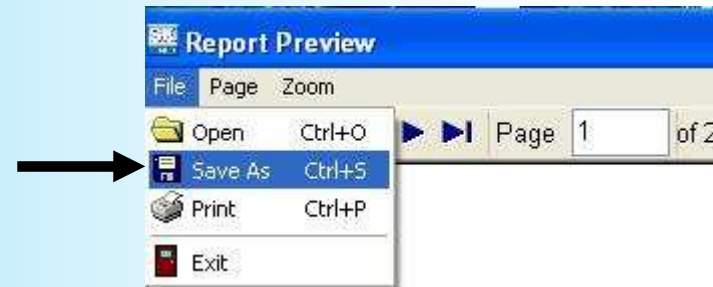 Report Preview
File Page Zoom
Open Ctrl+O
Page 1 of 2
Save As Ctrl+S
Print Ctrl+P
Exit